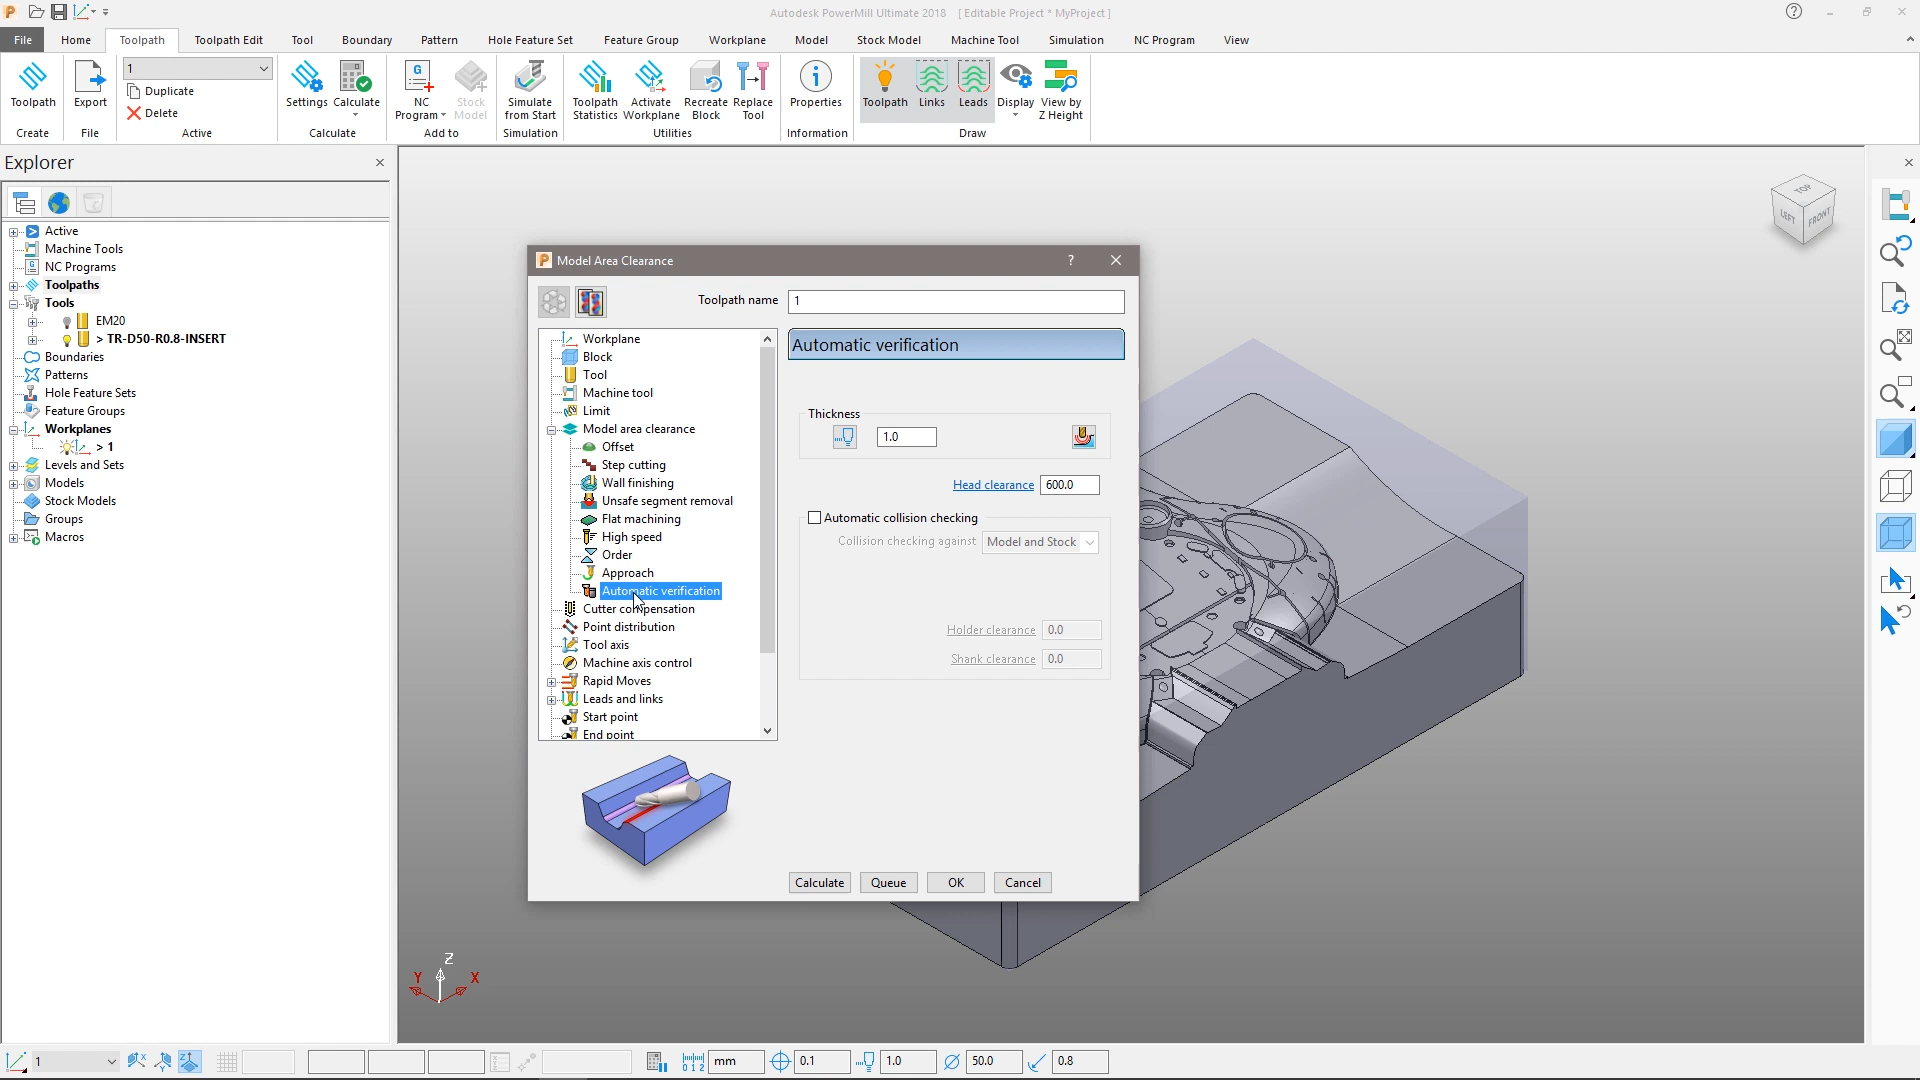 Autodesk PowerMill Ultimate 2018 [ Editable Project * MyProject ]
File Home Toolpath Toolpath Edit Tool Boundary Pattern Hole Feature Set Feature Group Workplane Model Stock Model Machine Tool Simulation NC Program View
1
Duplicate
Delete
Toolpath Export Settings Calculate NC Program Stock Model Simulate from Start Toolpath Statistics Activate Workplane Recreate Block Replace Tool Properties Toolpath Links Leads Display View by Z Height
Create File Active Calculate Add to Simulation Utilities Information Draw
Explorer
Active
Machine Tools
NC Programs
Toolpaths
Tools
EM20
> TR-D50-R0.8-INSERT
Boundaries
Patterns
Hole Feature Sets
Feature Groups
Workplanes
> 1
Levels and Sets
Models
Stock Models
Groups
Macros
Model Area Clearance ?
Toolpath name 1
Workplane
Block
Tool
Machine tool
Limit
Model area clearance
Offset
Step cutting
Wall finishing
Unsafe segment removal
Flat machining
High speed
Order
Approach
Automatic verification
Cutter compensation
Point distribution
Tool axis
Machine axis control
Rapid Moves
Leads and links
Start point
End point
Automatic verification
Thickness
1.0
Head clearance 600.0
Automatic collision checking
Collision checking against Model and Stock
Holder clearance 0.0
Shank clearance 0.0
Calculate Queue OK Cancel
TOP
LEFT FRONT
Z
Y X
1 mm 0.1 1.0 50.0 0.8